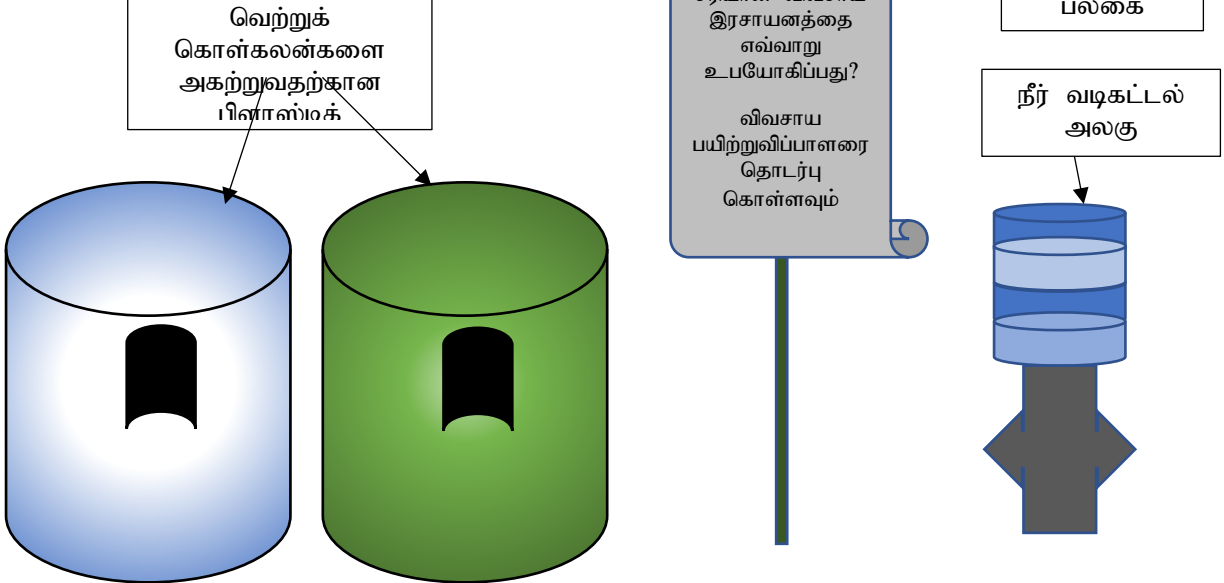 வெற்றுக்
கொள்கலன்களை
அகற்றுவதற்கான
பிளாஸ்டிக்
இரசாயனத்தை
எவ்வாறு
உபயோகிப்பது?
விவசாய
பயிற்றுவிப்பாளரை
தொடர்பு
கொள்ளவும்
பலகை
நீர் வடிகட்டல்
அலகு